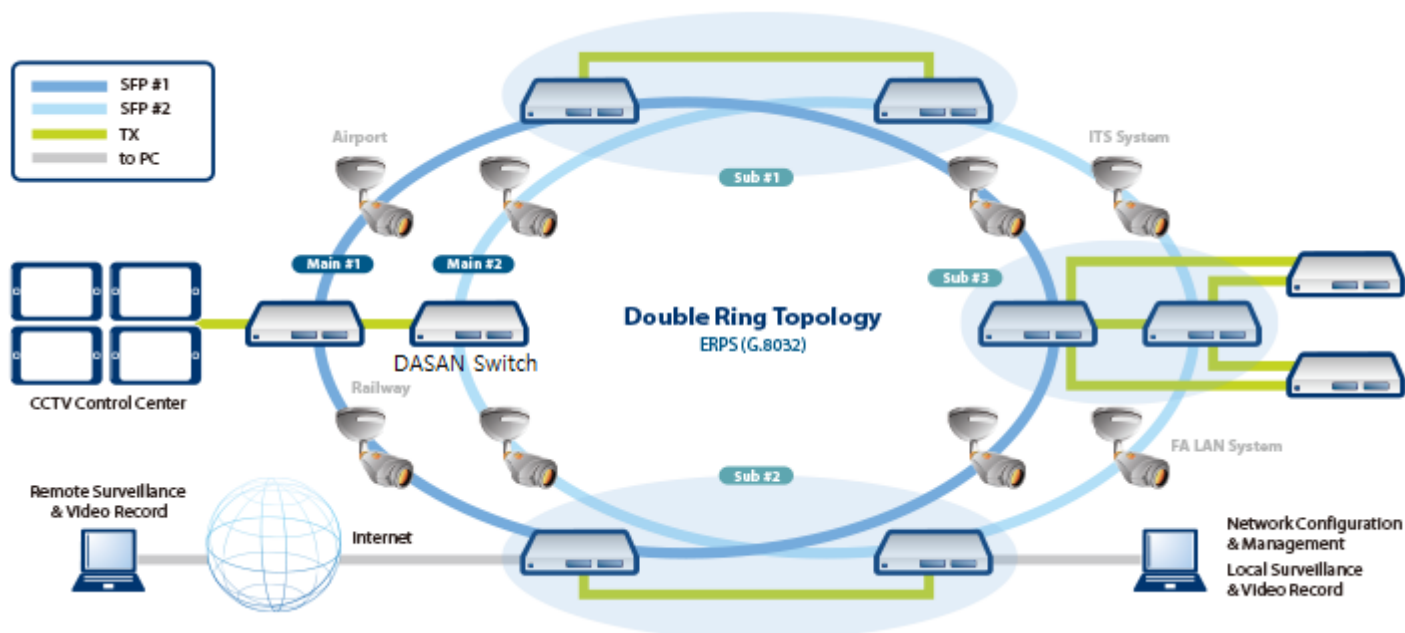 SFP #1
SFP #2
TX
to PC
Airport
ITS System
Sub #1
Main #1
Main #2
Sub #3
Double Ring Topology
ERPS (G.8032)
DASAN Switch
Railway
CCTV Control Center
FA LAN System
Sub #2
Remote Surveillance
& Video Record
Internet
Network Configuration
& Management
Local Surveillance
& Video Record